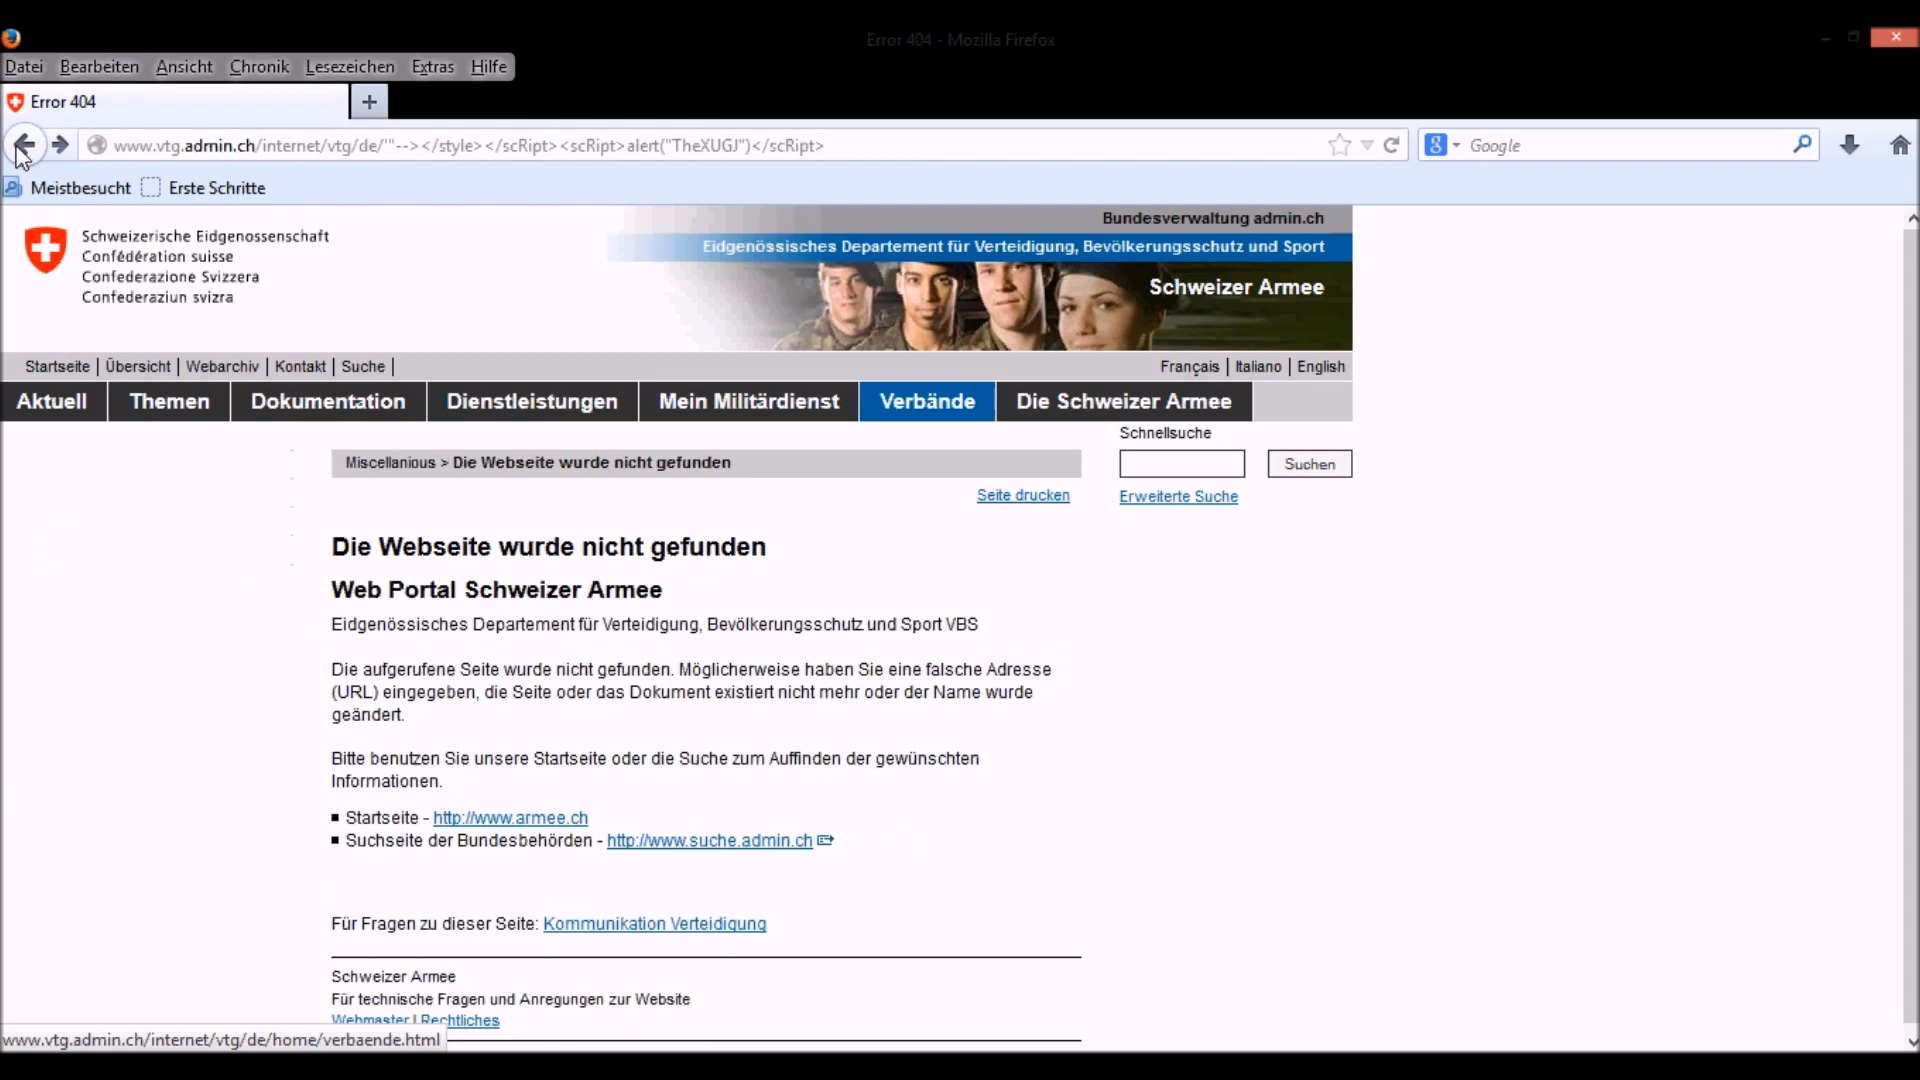 Error 404 - Mozilla Firefox
Datei Bearbeiten Ansicht Chronik Lesezeichen Extras Hilfe
Error 404
www.vtg.admin.ch/internet/vtg/de/'"--></style></scRipt><scRipt>alert("TheXUGJ")</scRipt>
Google
Meistbesucht Erste Schritte
Schweizerische Eidgenossenschaft
Confédération suisse
Confederazione Svizzera
Confederaziun svizra
Bundesverwaltung admin.ch
Eidgenössisches Departement für Verteidigung, Bevölkerungsschutz und Sport
Schweizer Armee
Startseite | Übersicht | Webarchiv | Kontakt | Suche |
Français | Italiano | English
Aktuell Themen Dokumentation Dienstleistungen Mein Militärdienst Verbände Die Schweizer Armee
Schnellsuche
Suchen
Erweiterte Suche
Miscellanious > Die Webseite wurde nicht gefunden
Seite drucken
Die Webseite wurde nicht gefunden
Web Portal Schweizer Armee
Eidgenössisches Departement für Verteidigung, Bevölkerungsschutz und Sport VBS
Die aufgerufene Seite wurde nicht gefunden. Möglicherweise haben Sie eine falsche Adresse
(URL) eingegeben, die Seite oder das Dokument existiert nicht mehr oder der Name wurde
geändert.
Bitte benutzen Sie unsere Startseite oder die Suche zum Auffinden der gewünschten
Informationen.
Startseite - http://www.armee.ch
Suchseite der Bundesbehörden - http://www.suche.admin.ch
Für Fragen zu dieser Seite: Kommunikation Verteidigung
Schweizer Armee
Für technische Fragen und Anregungen zur Website
Webmaster | Rechtliches
www.vtg.admin.ch/internet/vtg/de/home/verbaende.html